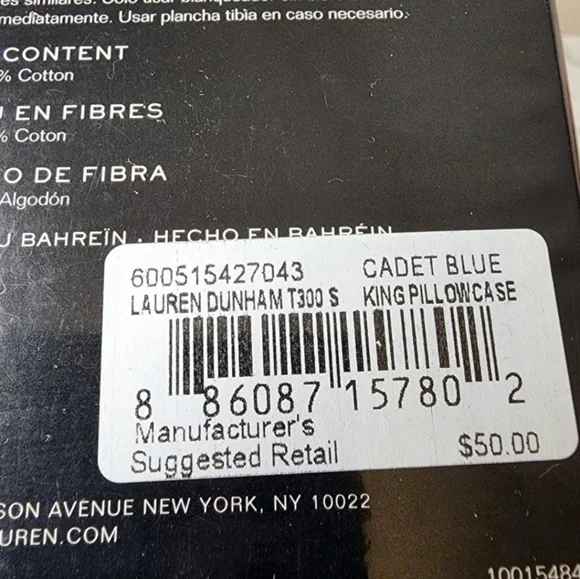 mediatamente. Usar plancha tibia en caso necesario.
CONTENT
% Cotton
EN FIBRES
% Coton
O DE FIBRA
Algodón
U BAHREÏN · HECHO EN BAHRÉIN
600515427043 CADET BLUE
LAUREN DUNHAM T300 S KING PILLOWCASE
8 86087 15780 2
Manufacturer's
Suggested Retail $50.00
SON AVENUE NEW YORK, NY 10022
UREN.COM
10015484